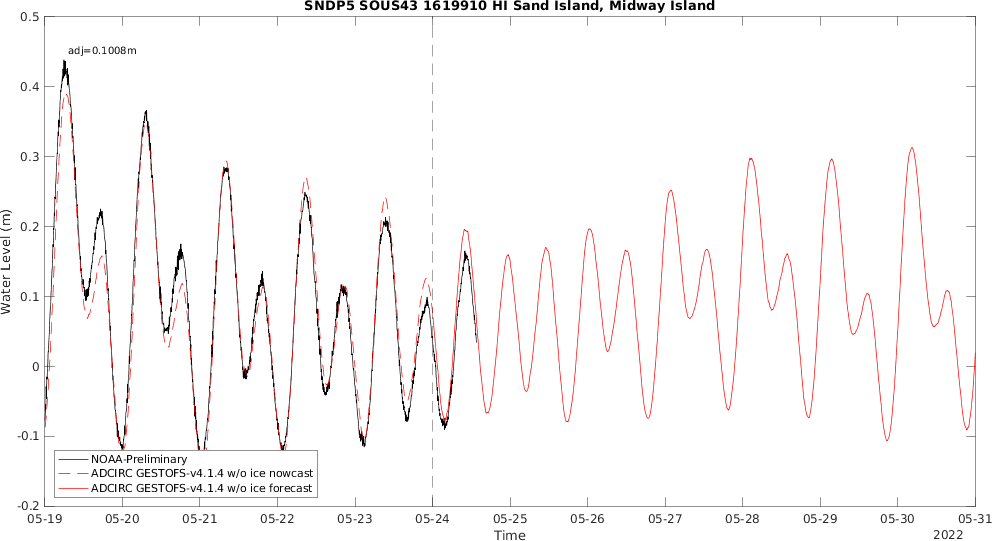 SNDP5 SOUS43 1619910 HI Sand Island, Midway Island
adj=0.1008m
Water Level (m)
0.5
0.4
0.3
0.2
0.1
0
-0.1
-0.2
NOAA-Preliminary
ADCIRC GESTOFS-v4.1.4 w/o ice nowcast
ADCIRC GESTOFS-v4.1.4 w/o ice forecast
05-19 05-20 05-21 05-22 05-23 05-24 05-25 05-26 05-27 05-28 05-29 05-30 05-31
Time
2022